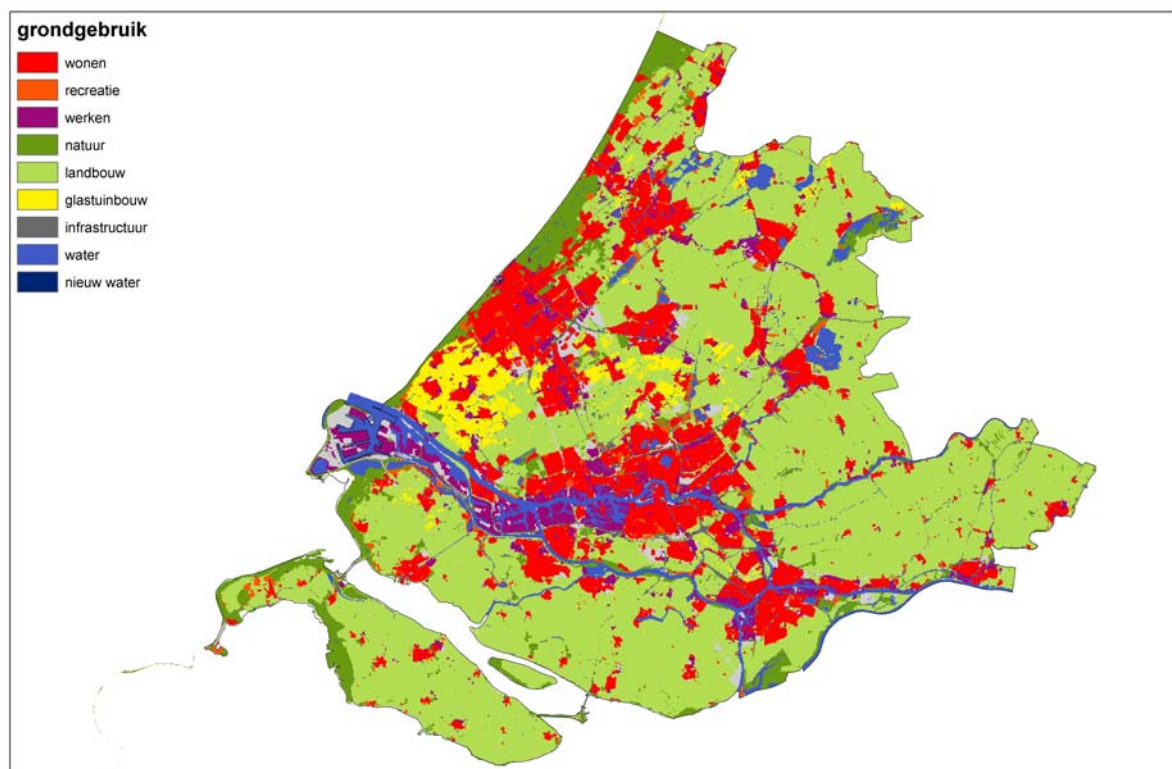 grondgebruik
wonen
recreatie
werken
natuur
landbouw
glastuinbouw
infrastructuur
water
nieuw water